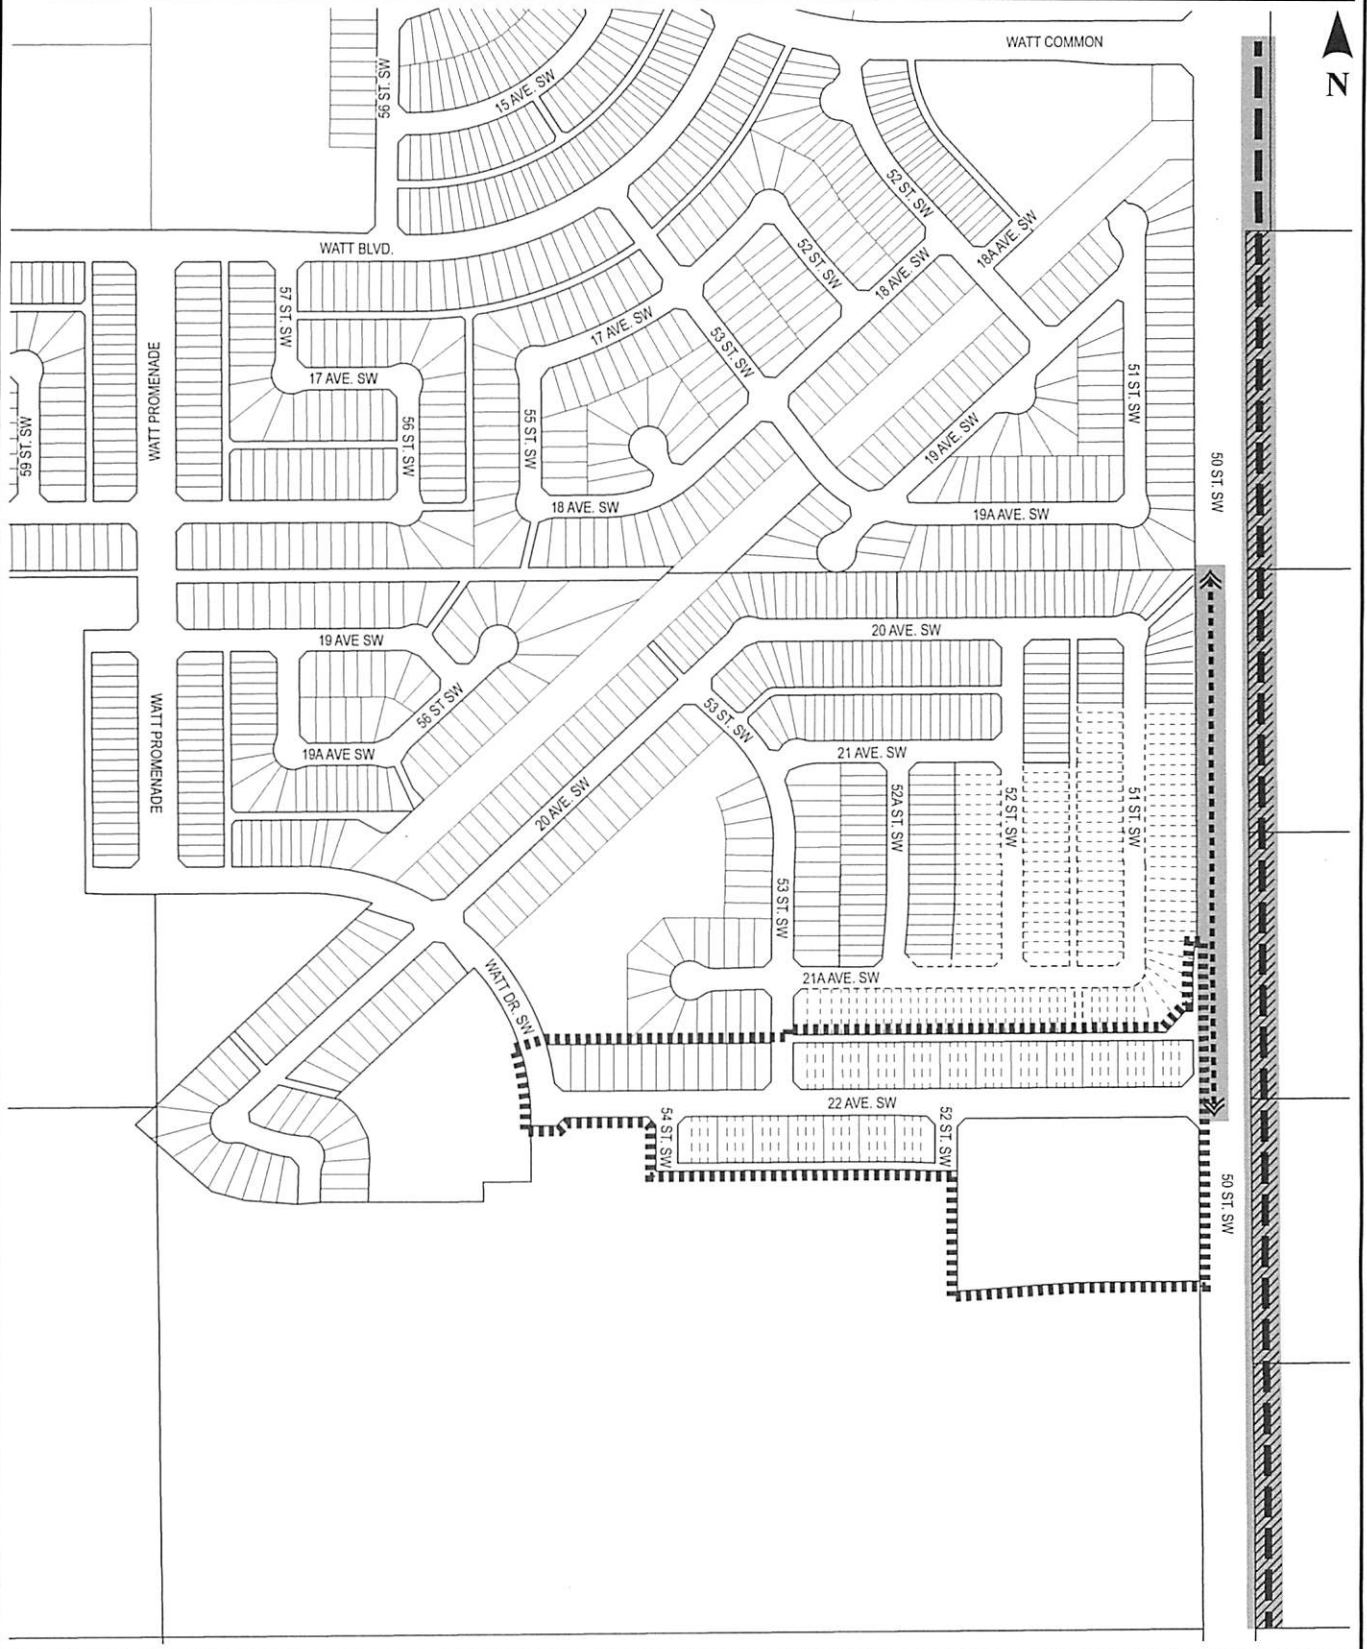 WATT COMMON
N
56 ST. SW
15 AVE. SW
52 ST. SW
18A AVE. SW
WATT BLVD.
52 ST. SW
18 AVE. SW
57 ST. SW
17 AVE. SW
53 ST. SW
WATT PROMENADE
17 AVE. SW
51 ST. SW
59 ST. SW
56 ST. SW
55 ST. SW
19 AVE. SW
50 ST. SW
18 AVE. SW
19A AVE. SW
19 AVE SW
20 AVE. SW
56 ST SW
53 ST. SW
WATT PROMENADE
19A AVE SW
21 AVE. SW
20 AVE. SW
52A ST. SW
52 ST. SW
51 ST. SW
53 ST. SW
WATT DR. SW
21A AVE. SW
22 AVE. SW
54 ST. SW
52 ST. SW
50 ST. SW